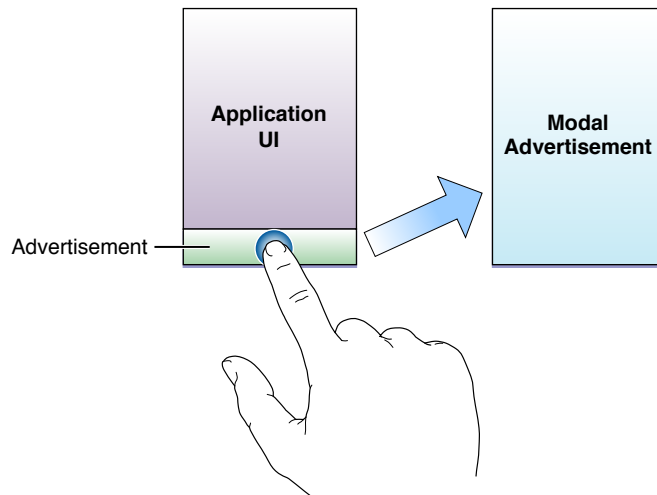 Application
UI
Modal
Advertisement
Advertisement